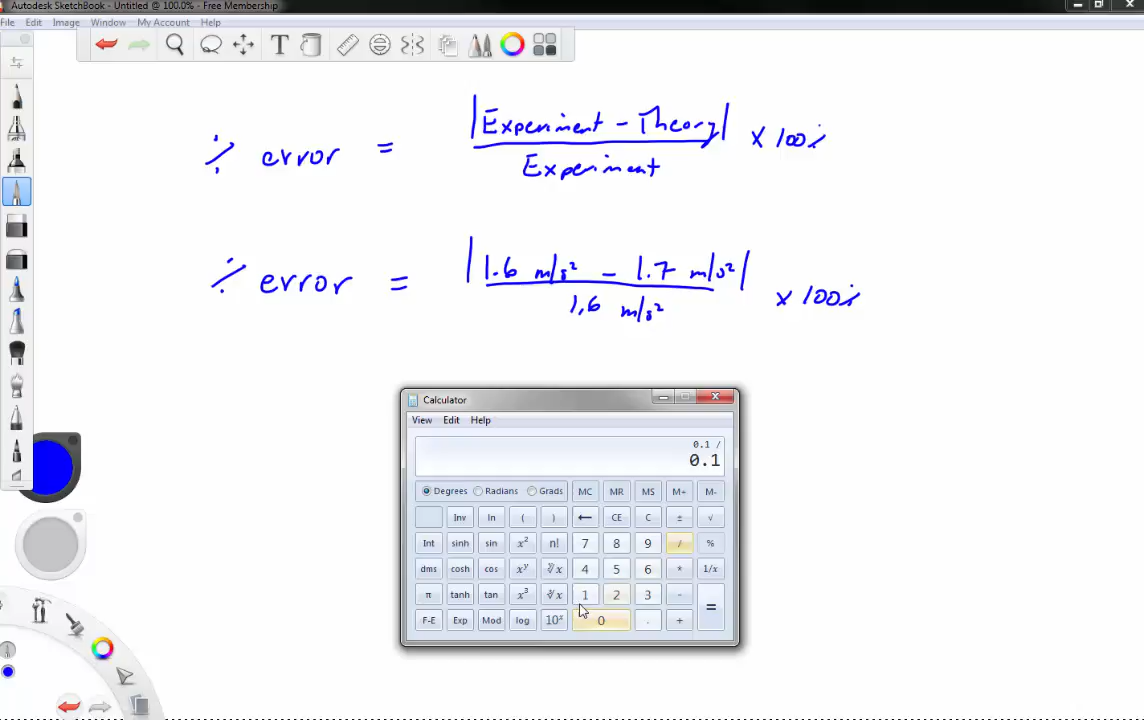 Autodesk SketchBook - Untitled @ 100.0% - Free Membership
File Edit Image Window My Account Help
T
% error = |Experiment - Theory| x 100%
Experiment
% error = |1.6 m/s² - 1.7 m/s²| x 100%
1.6 m/s²
Calculator
View Edit Help
0.1 /
0.1
Degrees Radians Grads MC MR MS M+ M-
Inv ln ( ) ← CE C ± √
Int sinh sin x² n! 7 8 9 / %
dms cosh cos xʸ ʸ√x 4 5 6 * 1/x
π tanh tan x³ ³√x 1 2 3 - =
F-E Exp Mod log 10ˣ 0 . +